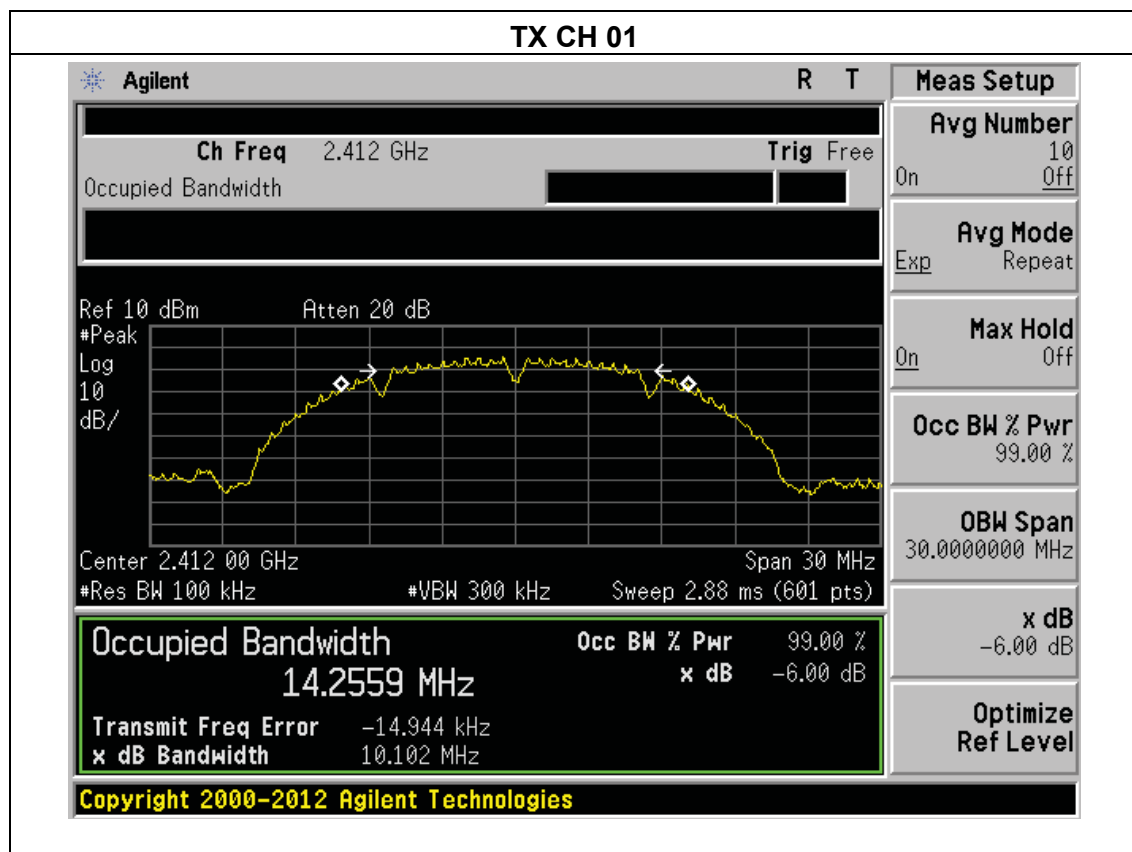 TX CH 01
Agilent R T
Ch Freq 2.412 GHz Trig Free
Occupied Bandwidth
Ref 10 dBm Atten 20 dB
#Peak
Log
10
dB/
Center 2.412 00 GHz Span 30 MHz
#Res BW 100 kHz #VBW 300 kHz Sweep 2.88 ms (601 pts)
Occupied Bandwidth Occ BW % Pwr 99.00 %
14.2559 MHz x dB -6.00 dB
Transmit Freq Error -14.944 kHz
x dB Bandwidth 10.102 MHz
Copyright 2000-2012 Agilent Technologies
Meas Setup
Avg Number
10
On Off
Avg Mode
Exp Repeat
Max Hold
On Off
Occ BW % Pwr
99.00 %
OBW Span
30.0000000 MHz
x dB
-6.00 dB
Optimize
Ref Level